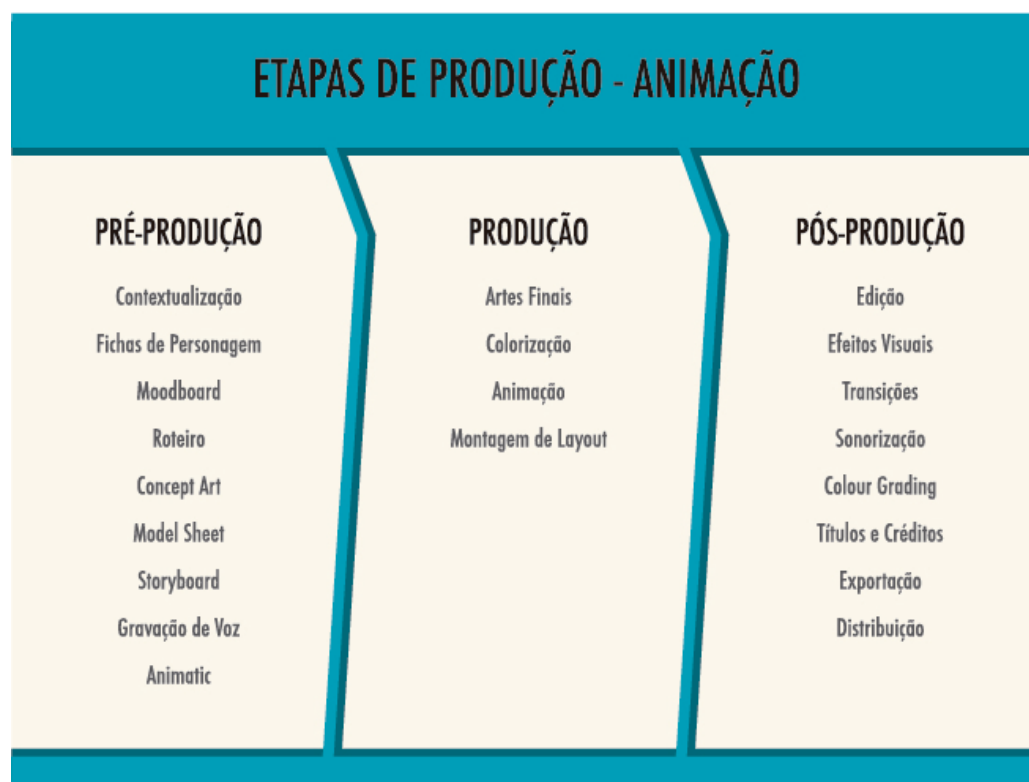 ETAPAS DE PRODUÇÃO - ANIMAÇÃO
PRÉ-PRODUÇÃO
Contextualização
Fichas de Personagem
Moodboard
Roteiro
Concept Art
Model Sheet
Storyboard
Gravação de Voz
Animatic
PRODUÇÃO
Artes Finais
Colorização
Animação
Montagem de Layout
PÓS-PRODUÇÃO
Edição
Efeitos Visuais
Transições
Sonorização
Colour Grading
Títulos e Créditos
Exportação
Distribuição